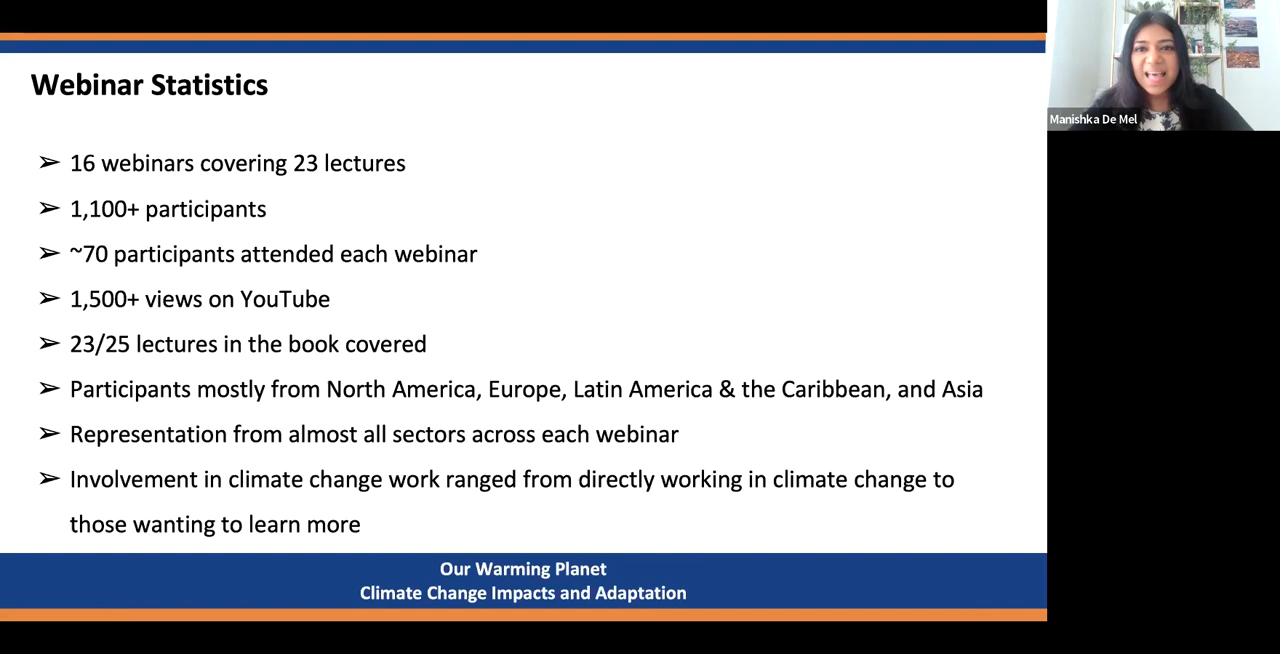 Webinar Statistics
➢ 16 webinars covering 23 lectures
➢ 1,100+ participants
➢ ~70 participants attended each webinar
➢ 1,500+ views on YouTube
➢ 23/25 lectures in the book covered
➢ Participants mostly from North America, Europe, Latin America & the Caribbean, and Asia
➢ Representation from almost all sectors across each webinar
➢ Involvement in climate change work ranged from directly working in climate change to
those wanting to learn more
Our Warming Planet
Climate Change Impacts and Adaptation
Manishka De Mel